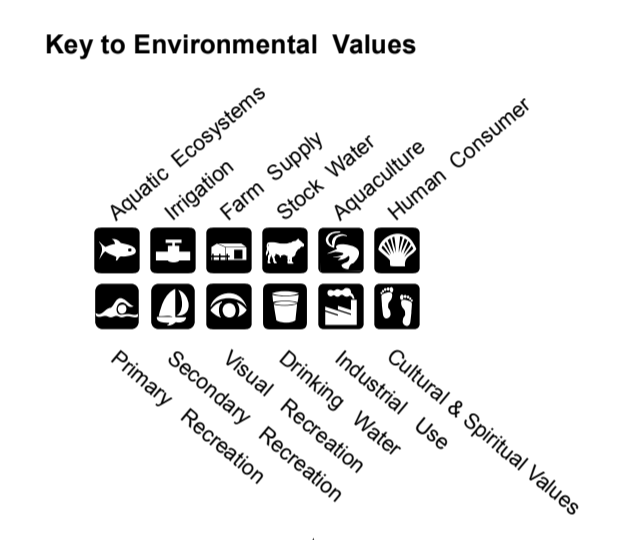 Key to Environmental Values
Aquatic Ecosystems
Irrigation
Farm Supply
Stock Water
Aquaculture
Human Consumer
Primary Recreation
Secondary Recreation
Visual Recreation
Drinking Water
Industrial Use
Cultural & Spiritual Values